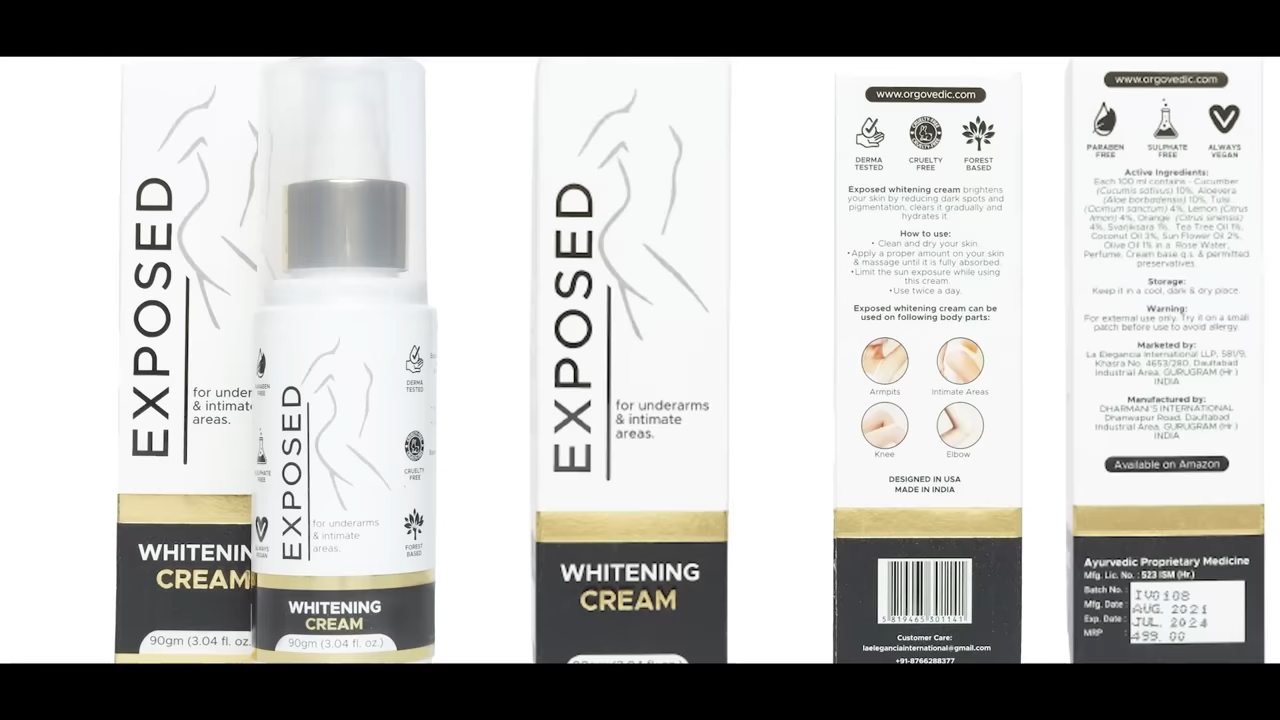 EXPOSED
for under
& intimate
areas.
WHITENIN
CREAM
90gm (3.04 fl. oz.
PARABEN
FREE
SULPHATE
FREE
ALWAYS
VEGAN
EXPOSED
for underarms
& intimate
areas.
DERMA
TESTED
CRUELTY
FREE
FOREST
BASED
WHITENING
CREAM
90gm (3.04 fl. oz.)
EXPOSED
for underarms
& intimate
areas.
WHITENING
CREAM
www.orgovedic.com
DERMA
TESTED
CRUELTY
FREE
FOREST
BASED
Exposed whitening cream brightens
your skin by reducing dark spots and
pigmentation, clears it gradually and
hydrates it.
How to use:
• Clean and dry your skin.
• Apply a proper amount on your skin
& massage until it is fully absorbed.
• Limit the sun exposure while using
this cream.
• Use twice a day.
Exposed whitening cream can be
used on following body parts:
Armpits
Intimate Areas
Knee
Elbow
DESIGNED IN USA
MADE IN INDIA
5 819465 301141
Customer Care:
laeleganciainternational@gmail.com
+91-8766288377
www.orgovedic.com
PARABEN
FREE
SULPHATE
FREE
ALWAYS
VEGAN
Active Ingredients:
Each 100 ml contains - Cucumber
(Cucumis sativus) 10%, Aloevera
(Aloe barbadensis) 10%, Tulsi
(Ocimum sanctum) 4%, Lemon (Citrus
limon) 4%, Orange (Citrus sinensis)
4%, Svarjiksara 1%, Tea Tree Oil 1%,
Coconut Oil 3%, Sun Flower Oil 2%,
Olive Oil 1% in a Rose Water,
Perfume, Cream base q.s. & permitted
preservatives.
Storage:
Keep it in a cool, dark & dry place.
Warning:
For external use only. Try it on a small
patch before use to avoid allergy.
Marketed by:
La Elegancia International LLP, 581/9,
Khasra No. 4653/280, Daultabad
Industrial Area, GURUGRAM (Hr.)
INDIA
Manufactured by:
DHARMANI'S INTERNATIONAL
Dhanwapur Road, Daultabad
Industrial Area, GURUGRAM (Hr.)
INDIA
Available on Amazon
Ayurvedic Proprietary Medicine
Mfg. Lic. No. : 523 ISM (Hr.)
Batch No. : IV0108
Mfg. Date : AUG. 2021
Exp. Date : JUL. 2024
MRP : 499.00